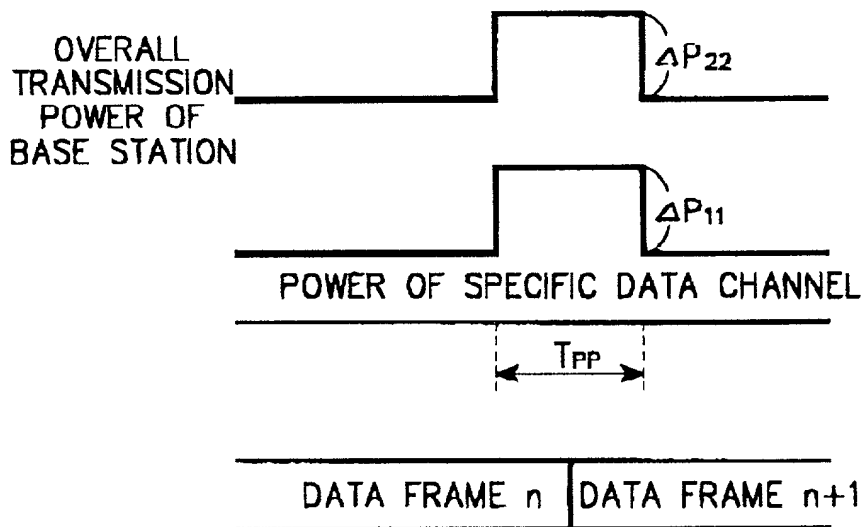 OVERALL
TRANSMISSION
POWER OF
BASE STATION
ΔP22
ΔP11
POWER OF SPECIFIC DATA CHANNEL
TPP
DATA FRAME n
DATA FRAME n+1